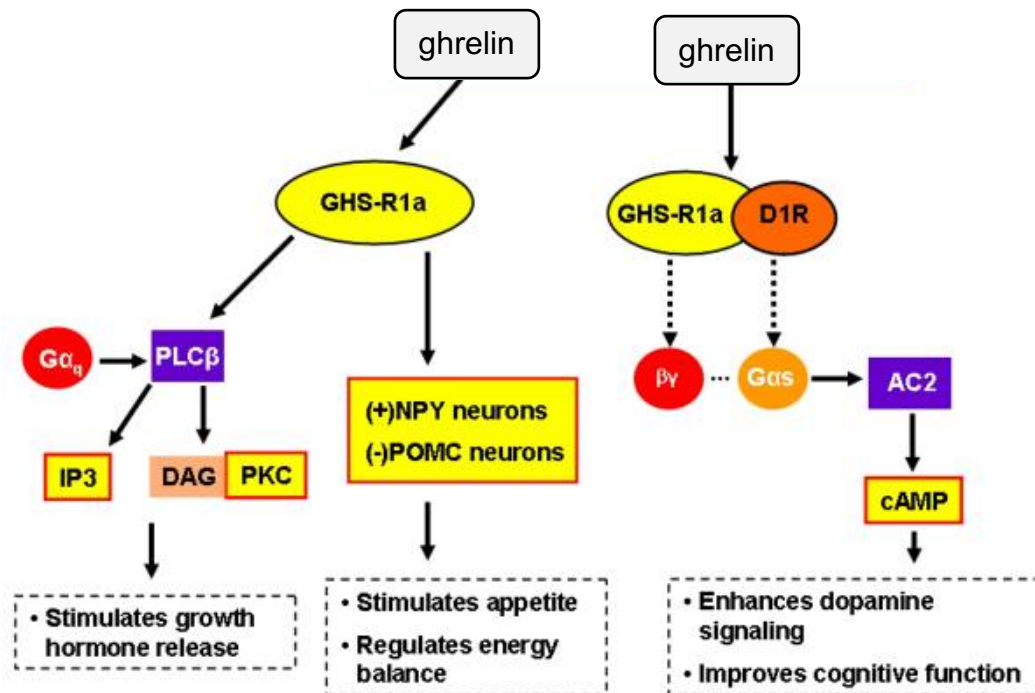 ghrelin
ghrelin
GHS-R1a
GHS-R1a
D1R
Gαq
PLCβ
βγ
...
Gαs
AC2
(+)NPY neurons
(-)POMC neurons
IP3
DAG
PKC
cAMP
• Stimulates growth
hormone release
• Stimulates appetite
• Regulates energy
balance
• Enhances dopamine
signaling
• Improves cognitive function